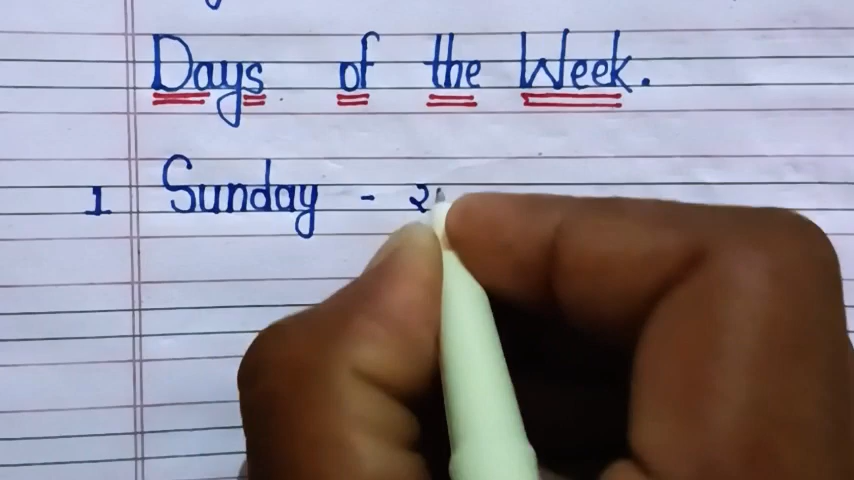 Days of the Week.
1 Sunday - र